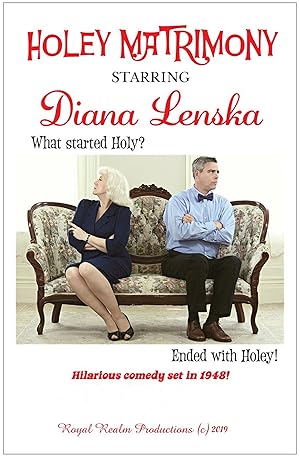 HOLEY MATRIMONY
STARRING
Diana Lenska
What started Holy?
Ended with Holey!
Hilarious comedy set in 1948!
Royal Realm Productions (c) 2019